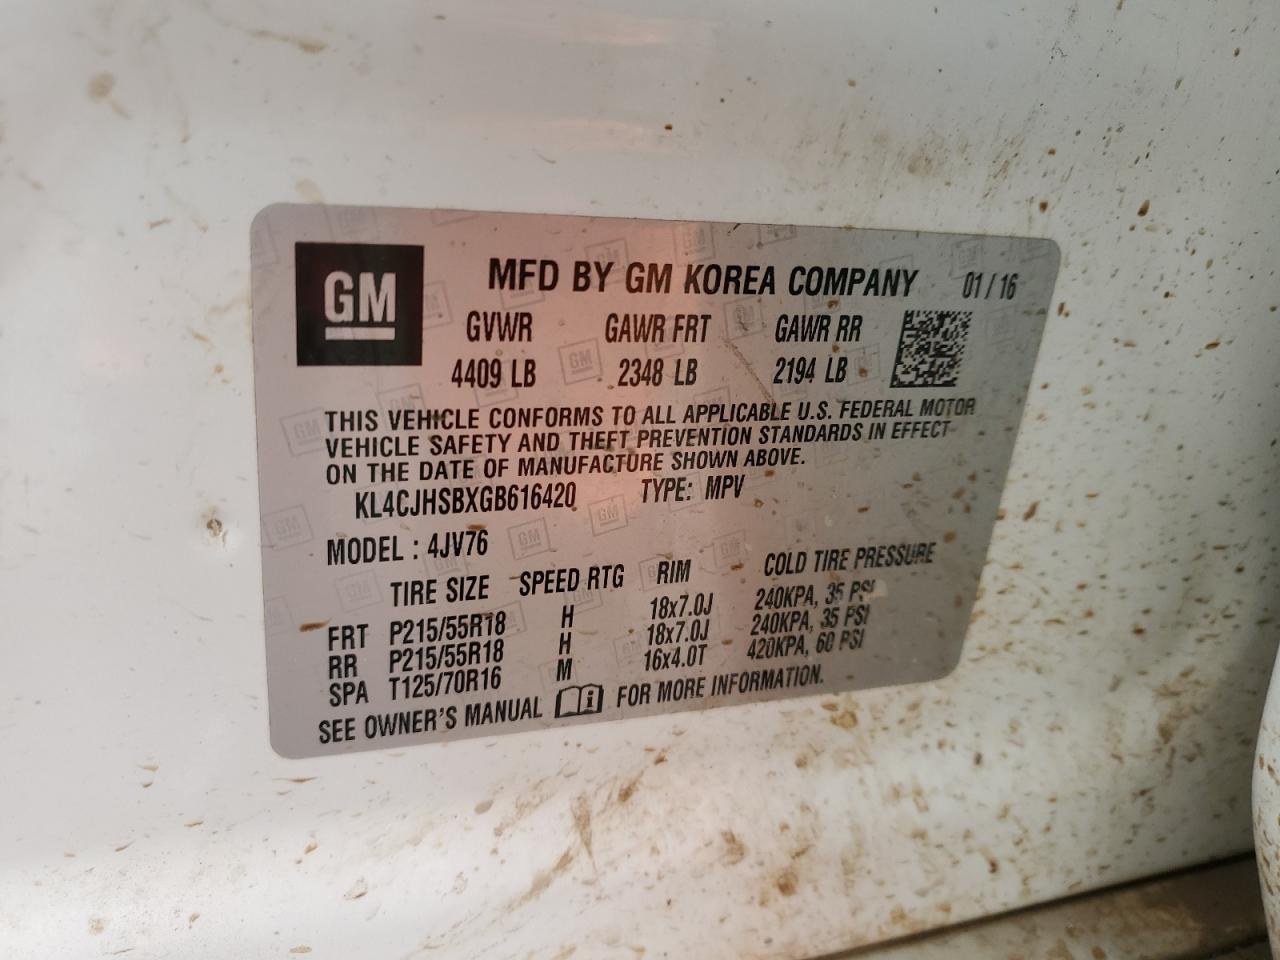 GM
MFD BY GM KOREA COMPANY 01 / 16
GVWR GAWR FRT GAWR RR
4409 LB 2348 LB 2194 LB
THIS VEHICLE CONFORMS TO ALL APPLICABLE U.S. FEDERAL MOTOR
VEHICLE SAFETY AND THEFT PREVENTION STANDARDS IN EFFECT
ON THE DATE OF MANUFACTURE SHOWN ABOVE.
KL4CJHSBXGB616420 TYPE: MPV
MODEL : 4JV76
TIRE SIZE SPEED RTG RIM COLD TIRE PRESSURE
FRT P215/55R18 H 18x7.0J 240KPA, 35 PSI
RR P215/55R18 H 18x7.0J 240KPA, 35 PSI
SPA T125/70R16 M 16x4.0T 420KPA, 60 PSI
SEE OWNER'S MANUAL FOR MORE INFORMATION.